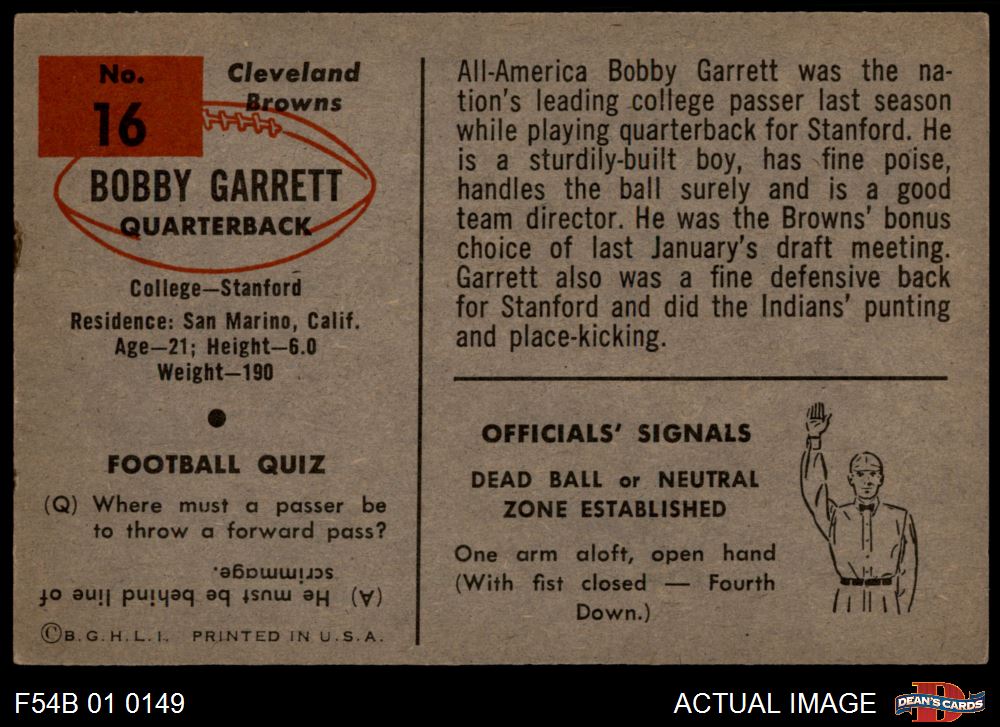 No.
16
Cleveland
Browns
BOBBY GARRETT
QUARTERBACK
College—Stanford
Residence: San Marino, Calif.
Age—21; Height—6.0
Weight—190
FOOTBALL QUIZ
(Q) Where must a passer be
to throw a forward pass?
(A) He must be behind line of
scrimmage.
©B.G.H.L.I. PRINTED IN U.S.A.
All-America Bobby Garrett was the na-
tion's leading college passer last season
while playing quarterback for Stanford. He
is a sturdily-built boy, has fine poise,
handles the ball surely and is a good
team director. He was the Browns' bonus
choice of last January's draft meeting.
Garrett also was a fine defensive back
for Stanford and did the Indians' punting
and place-kicking.
OFFICIALS' SIGNALS
DEAD BALL or NEUTRAL
ZONE ESTABLISHED
One arm aloft, open hand
(With fist closed — Fourth
Down.)
F54B 01 0149
ACTUAL IMAGE
D
DEAN'S CARDS